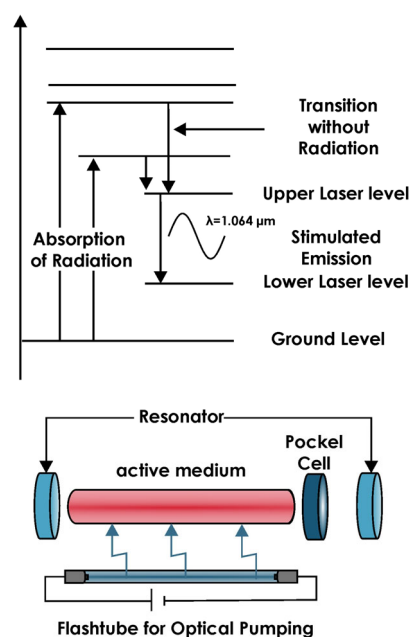 Transition
without
Radiation
Upper Laser level
λ=1.064 μm
Absorption
of Radiation
Stimulated
Emission
Lower Laser level
Ground Level
Resonator
Pockel
Cell
active medium
Flashtube for Optical Pumping